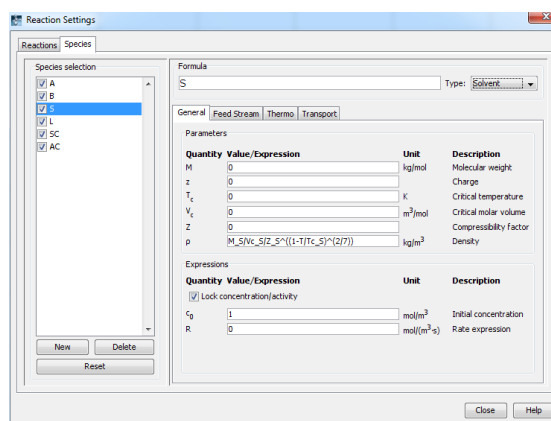 Reaction Settings
Reactions Species
Species selection
A
B
S
L
SC
AC
New Delete
Reset
Formula
S Type: Solvent
General Feed Stream Thermo Transport
Parameters
Quantity Value/Expression Unit Description
M 0 kg/mol Molecular weight
z 0 Charge
T_c 0 K Critical temperature
V_c 0 m³/mol Critical molar volume
Z 0 Compressibility factor
ρ M_S/Vc_S/Z_S^((1-T/Tc_S)^(2/7)) kg/m³ Density
Expressions
Quantity Value/Expression Unit Description
Lock concentration/activity
c₀ 1 mol/m³ Initial concentration
R 0 mol/(m³·s) Rate expression
Close Help